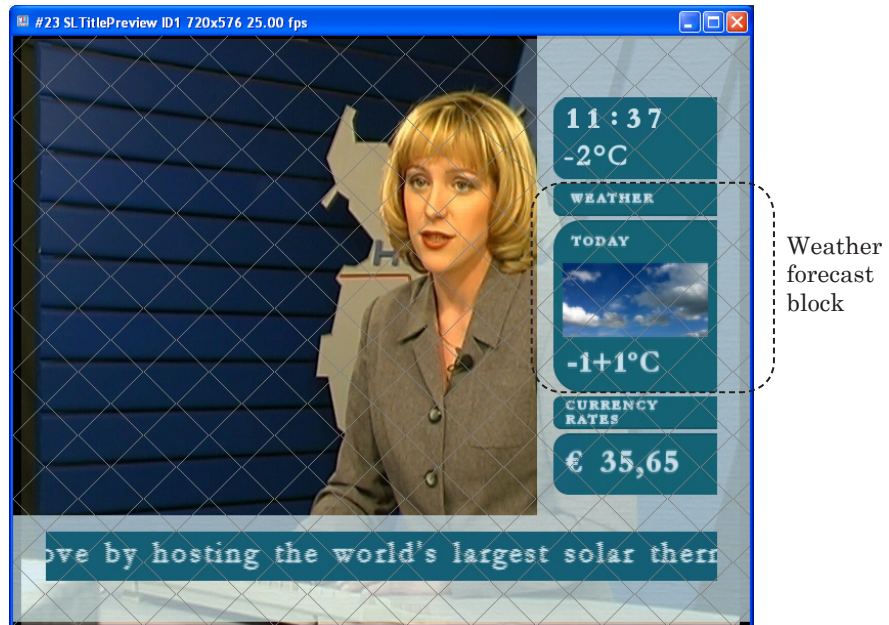 #23 SLTitlePreview ID1 720x576 25.00 fps
11:37
-2°C
WEATHER
TODAY
-1+1°C
CURRENCY
RATES
€ 35,65
Weather
forecast
block
H
ove by hosting the world's largest solar therm